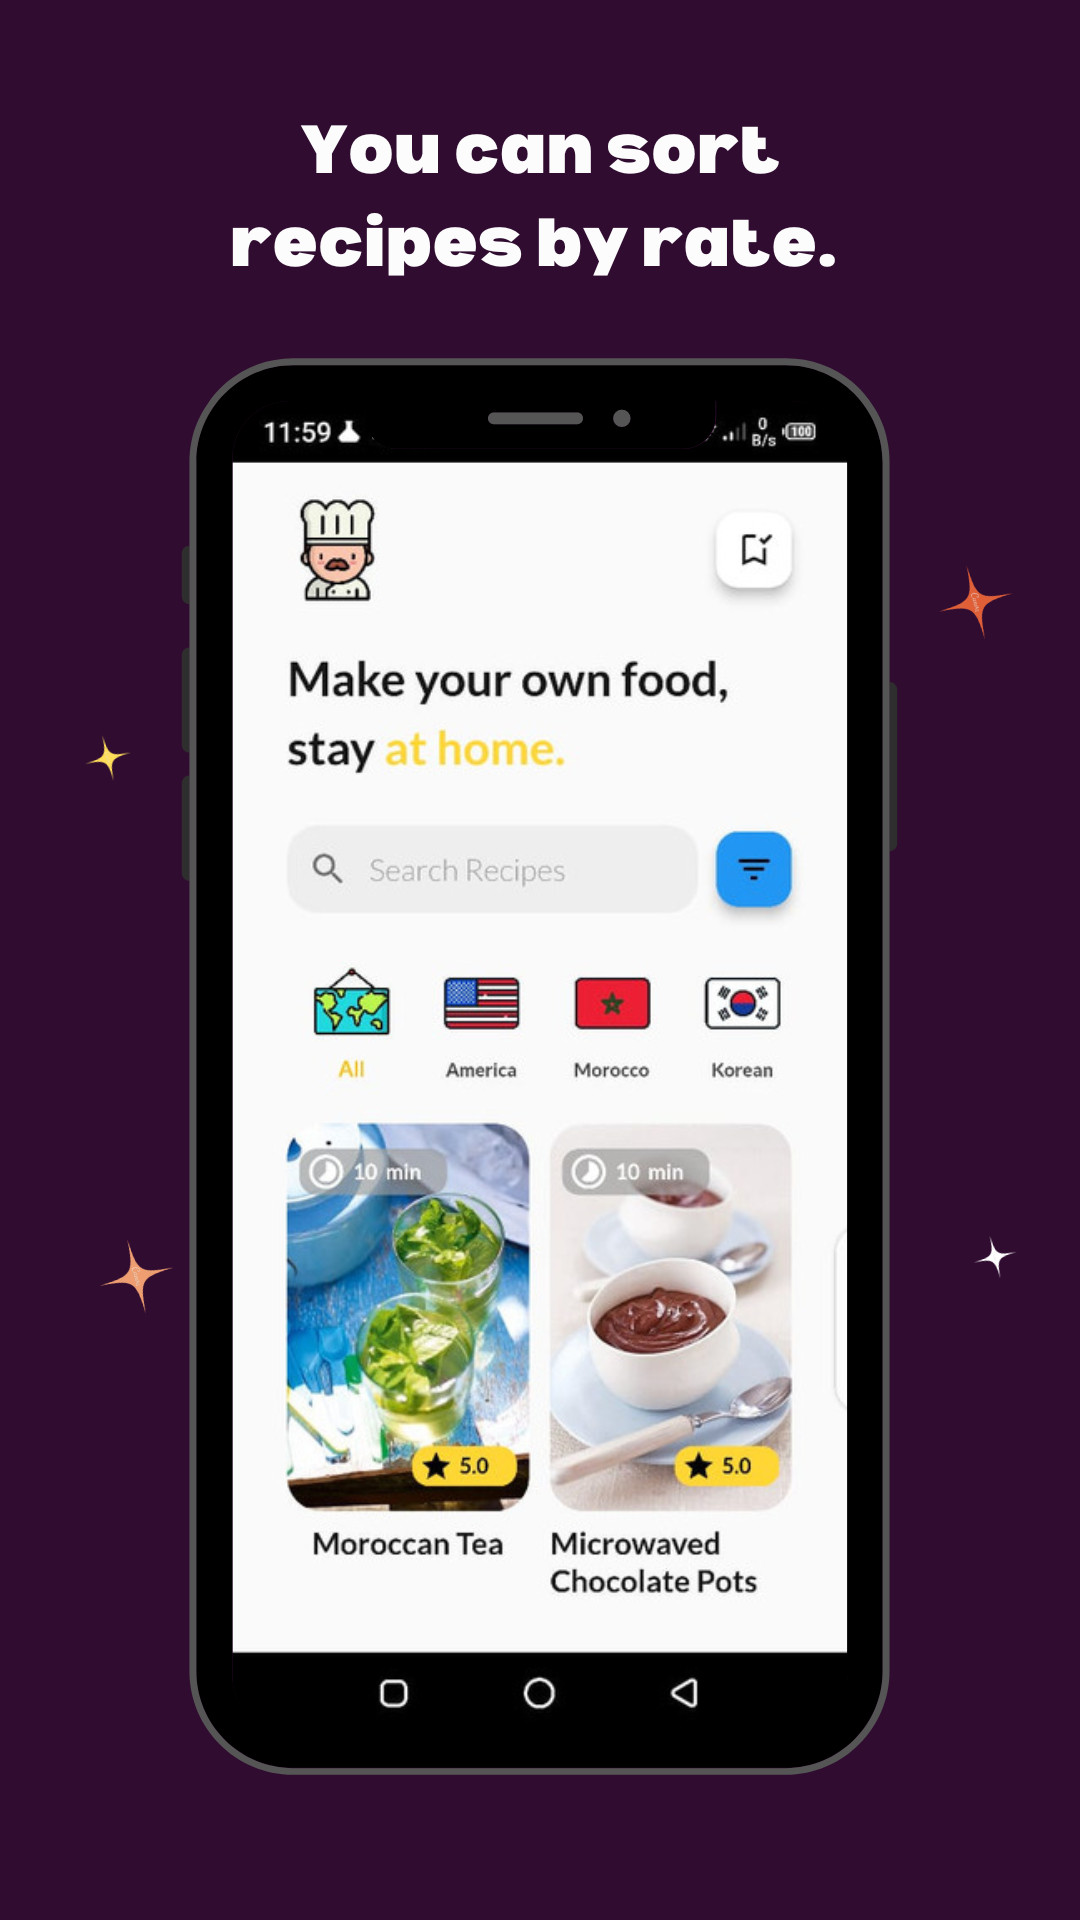 You can sort
recipes by rate.
11:59
0
B/s
100
Make your own food,
stay at home.
Search Recipes
All
America
Morocco
Korean
10 min
10 min
5.0
5.0
Moroccan Tea
Microwaved
Chocolate Pots